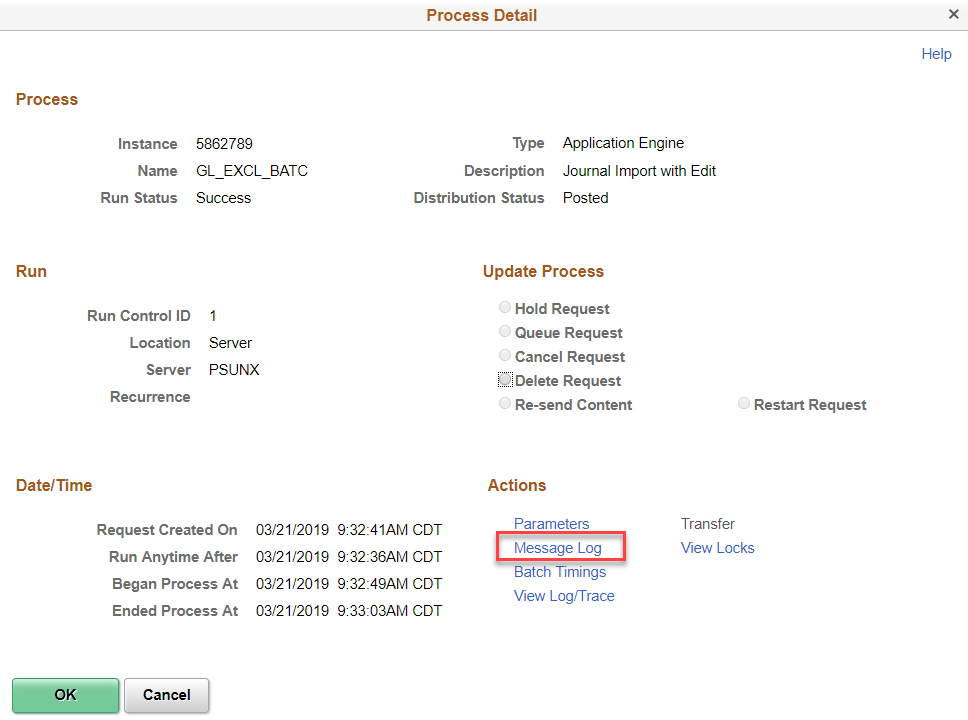 Process Detail
×
Help
Process
Instance 5862789 Type Application Engine
Name GL_EXCL_BATC Description Journal Import with Edit
Run Status Success Distribution Status Posted
Run
Run Control ID 1
Location Server
Server PSUNX
Recurrence
Update Process
Hold Request
Queue Request
Cancel Request
Delete Request
Re-send Content Restart Request
Date/Time
Request Created On 03/21/2019 9:32:41AM CDT
Run Anytime After 03/21/2019 9:32:36AM CDT
Began Process At 03/21/2019 9:32:49AM CDT
Ended Process At 03/21/2019 9:33:03AM CDT
Actions
Parameters Transfer
Message Log View Locks
Batch Timings
View Log/Trace
OK Cancel